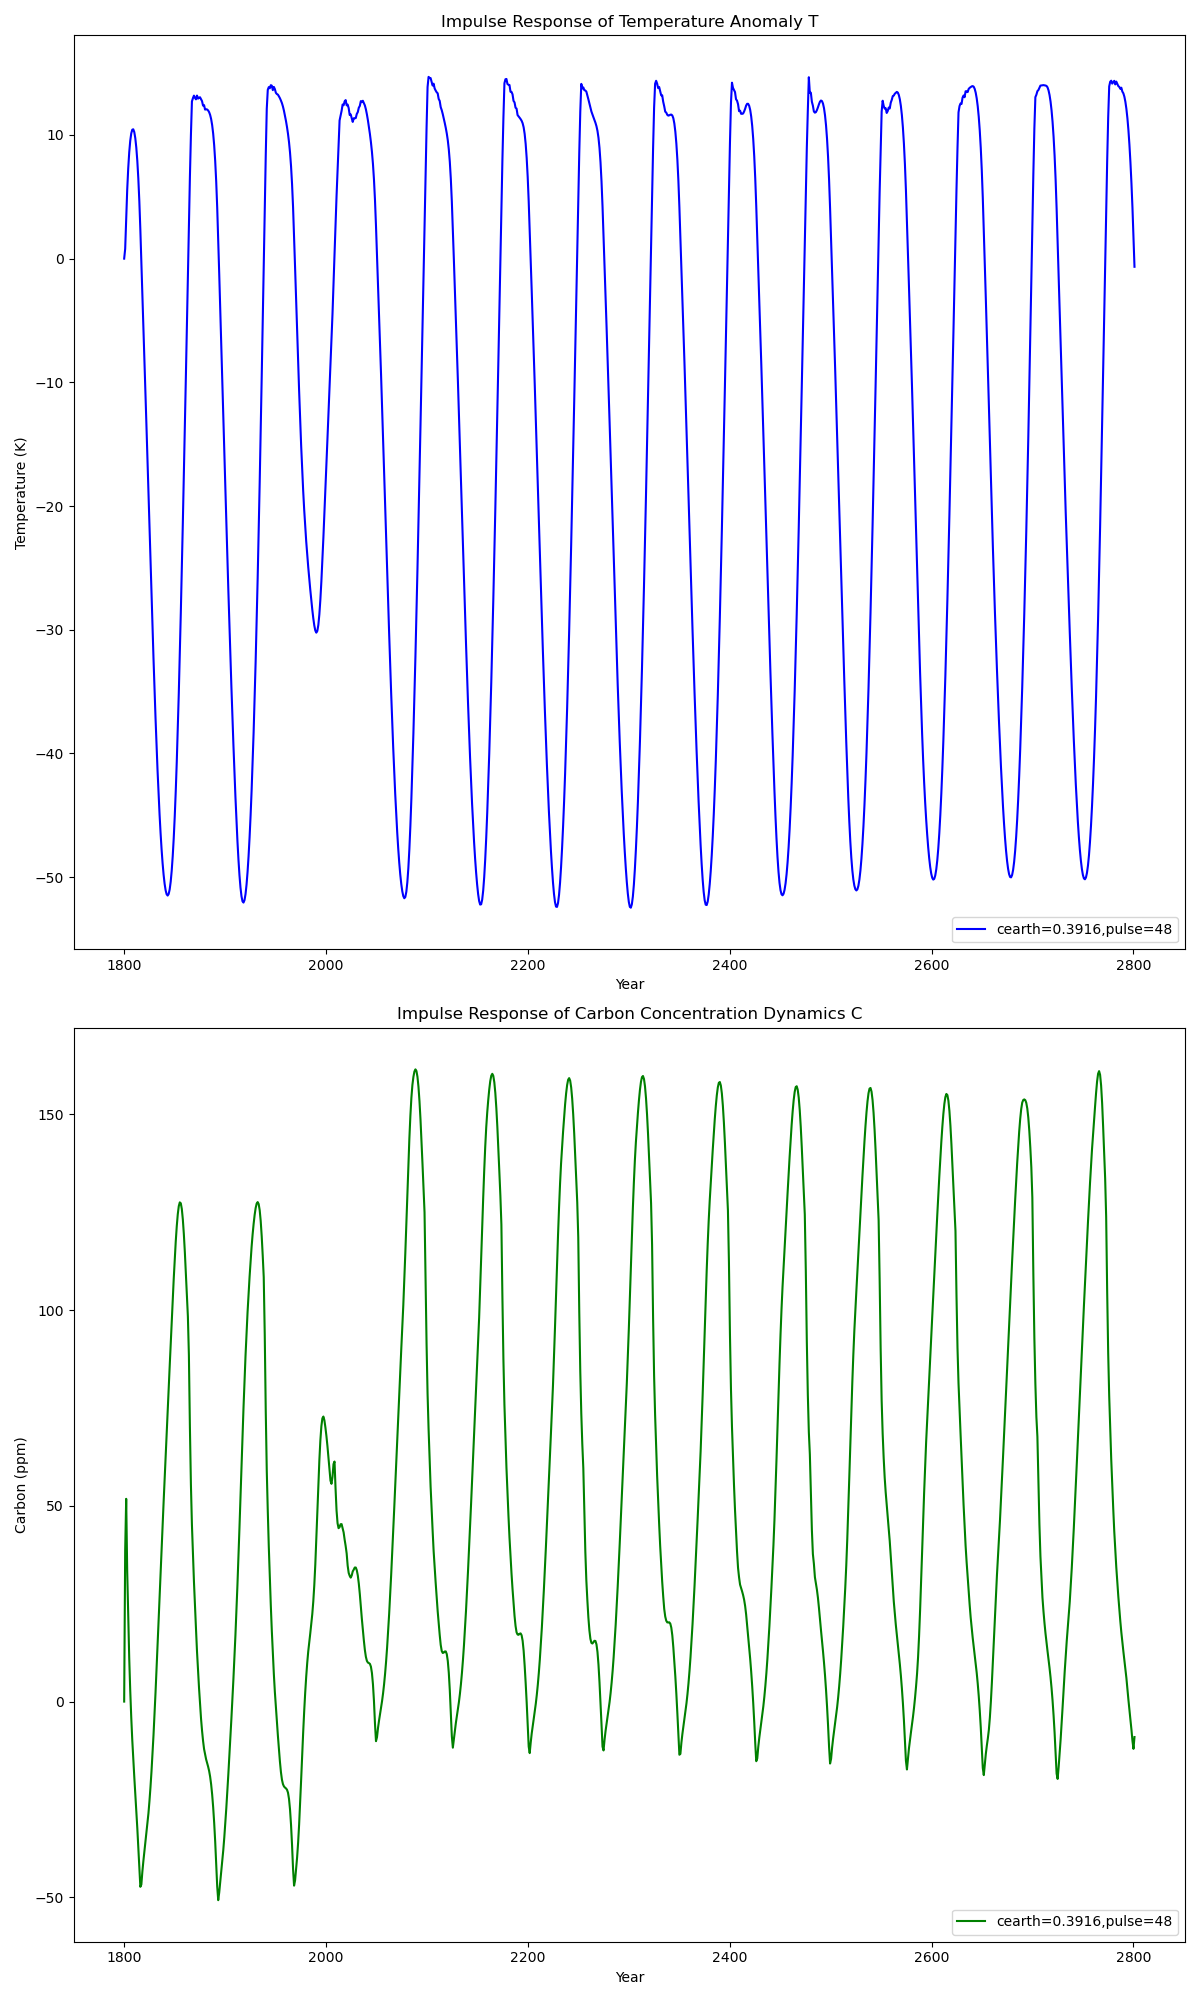 Impulse Response of Temperature Anomaly T
10
0
−10
−20
−30
−40
−50
Temperature (K)
cearth=0.3916,pulse=48
1800 2000 2200 2400 2600 2800
Year
Impulse Response of Carbon Concentration Dynamics C
150
100
50
0
−50
Carbon (ppm)
cearth=0.3916,pulse=48
1800 2000 2200 2400 2600 2800
Year